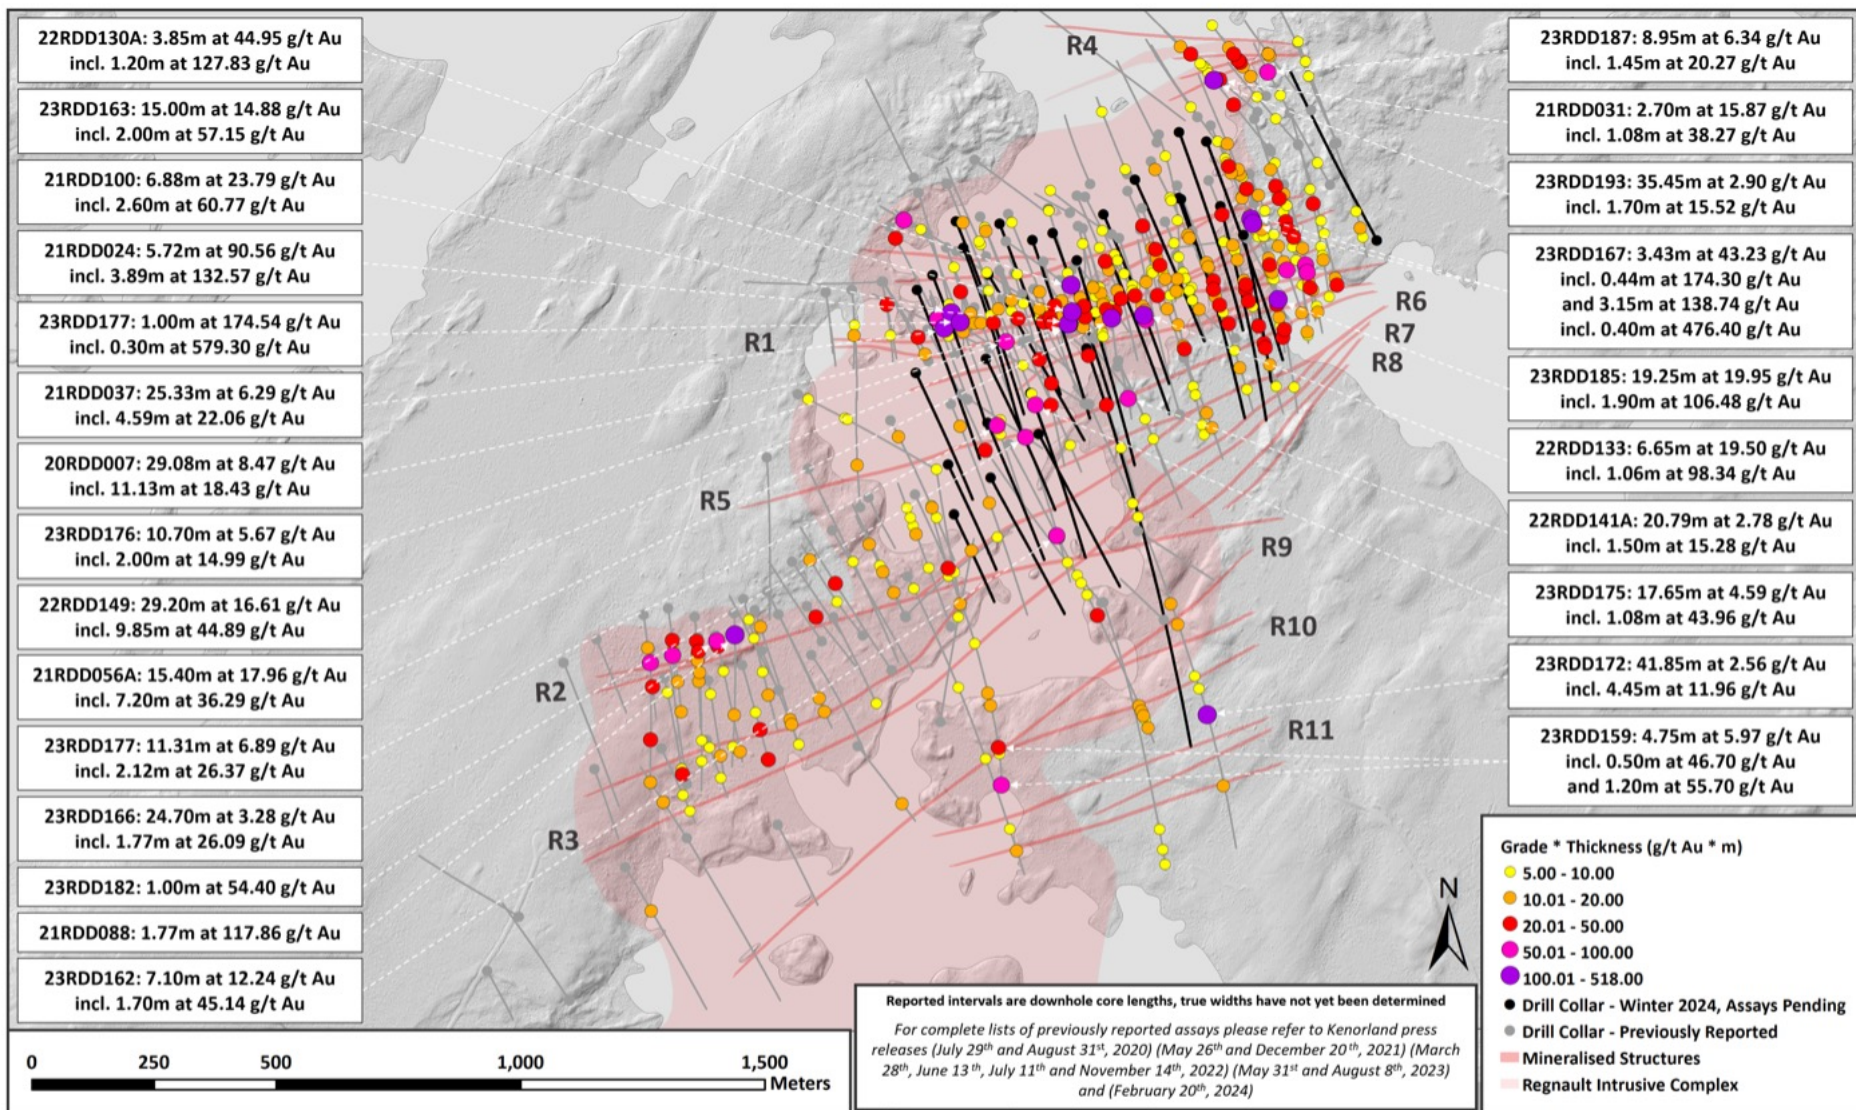 22RDD130A: 3.85m at 44.95 g/t Au
incl. 1.20m at 127.83 g/t Au
23RDD163: 15.00m at 14.88 g/t Au
incl. 2.00m at 57.15 g/t Au
21RDD100: 6.88m at 23.79 g/t Au
incl. 2.60m at 60.77 g/t Au
21RDD024: 5.72m at 90.56 g/t Au
incl. 3.89m at 132.57 g/t Au
23RDD177: 1.00m at 174.54 g/t Au
incl. 0.30m at 579.30 g/t Au
21RDD037: 25.33m at 6.29 g/t Au
incl. 4.59m at 22.06 g/t Au
20RDD007: 29.08m at 8.47 g/t Au
incl. 11.13m at 18.43 g/t Au
23RDD176: 10.70m at 5.67 g/t Au
incl. 2.00m at 14.99 g/t Au
22RDD149: 29.20m at 16.61 g/t Au
incl. 9.85m at 44.89 g/t Au
21RDD056A: 15.40m at 17.96 g/t Au
incl. 7.20m at 36.29 g/t Au
23RDD177: 11.31m at 6.89 g/t Au
incl. 2.12m at 26.37 g/t Au
23RDD166: 24.70m at 3.28 g/t Au
incl. 1.77m at 26.09 g/t Au
23RDD182: 1.00m at 54.40 g/t Au
21RDD088: 1.77m at 117.86 g/t Au
23RDD162: 7.10m at 12.24 g/t Au
incl. 1.70m at 45.14 g/t Au
R4
R1
R6
R7
R8
R5
R9
R10
R2
R11
R3
23RDD187: 8.95m at 6.34 g/t Au
incl. 1.45m at 20.27 g/t Au
21RDD031: 2.70m at 15.87 g/t Au
incl. 1.08m at 38.27 g/t Au
23RDD193: 35.45m at 2.90 g/t Au
incl. 1.70m at 15.52 g/t Au
23RDD167: 3.43m at 43.23 g/t Au
incl. 0.44m at 174.30 g/t Au
and 3.15m at 138.74 g/t Au
incl. 0.40m at 476.40 g/t Au
23RDD185: 19.25m at 19.95 g/t Au
incl. 1.90m at 106.48 g/t Au
22RDD133: 6.65m at 19.50 g/t Au
incl. 1.06m at 98.34 g/t Au
22RDD141A: 20.79m at 2.78 g/t Au
incl. 1.50m at 15.28 g/t Au
23RDD175: 17.65m at 4.59 g/t Au
incl. 1.08m at 43.96 g/t Au
23RDD172: 41.85m at 2.56 g/t Au
incl. 4.45m at 11.96 g/t Au
23RDD159: 4.75m at 5.97 g/t Au
incl. 0.50m at 46.70 g/t Au
and 1.20m at 55.70 g/t Au
Grade * Thickness (g/t Au * m)
5.00 - 10.00
10.01 - 20.00
20.01 - 50.00
50.01 - 100.00
100.01 - 518.00
Drill Collar - Winter 2024, Assays Pending
Drill Collar - Previously Reported
Mineralised Structures
Regnault Intrusive Complex
N
Reported intervals are downhole core lengths, true widths have not yet been determined
For complete lists of previously reported assays please refer to Kenorland press
releases (July 29th and August 31st, 2020) (May 26th and December 20th, 2021) (March
28th, June 13th, July 11th and November 14th, 2022) (May 31st and August 8th, 2023)
and (February 20th, 2024)
0 250 500 1,000 1,500
Meters